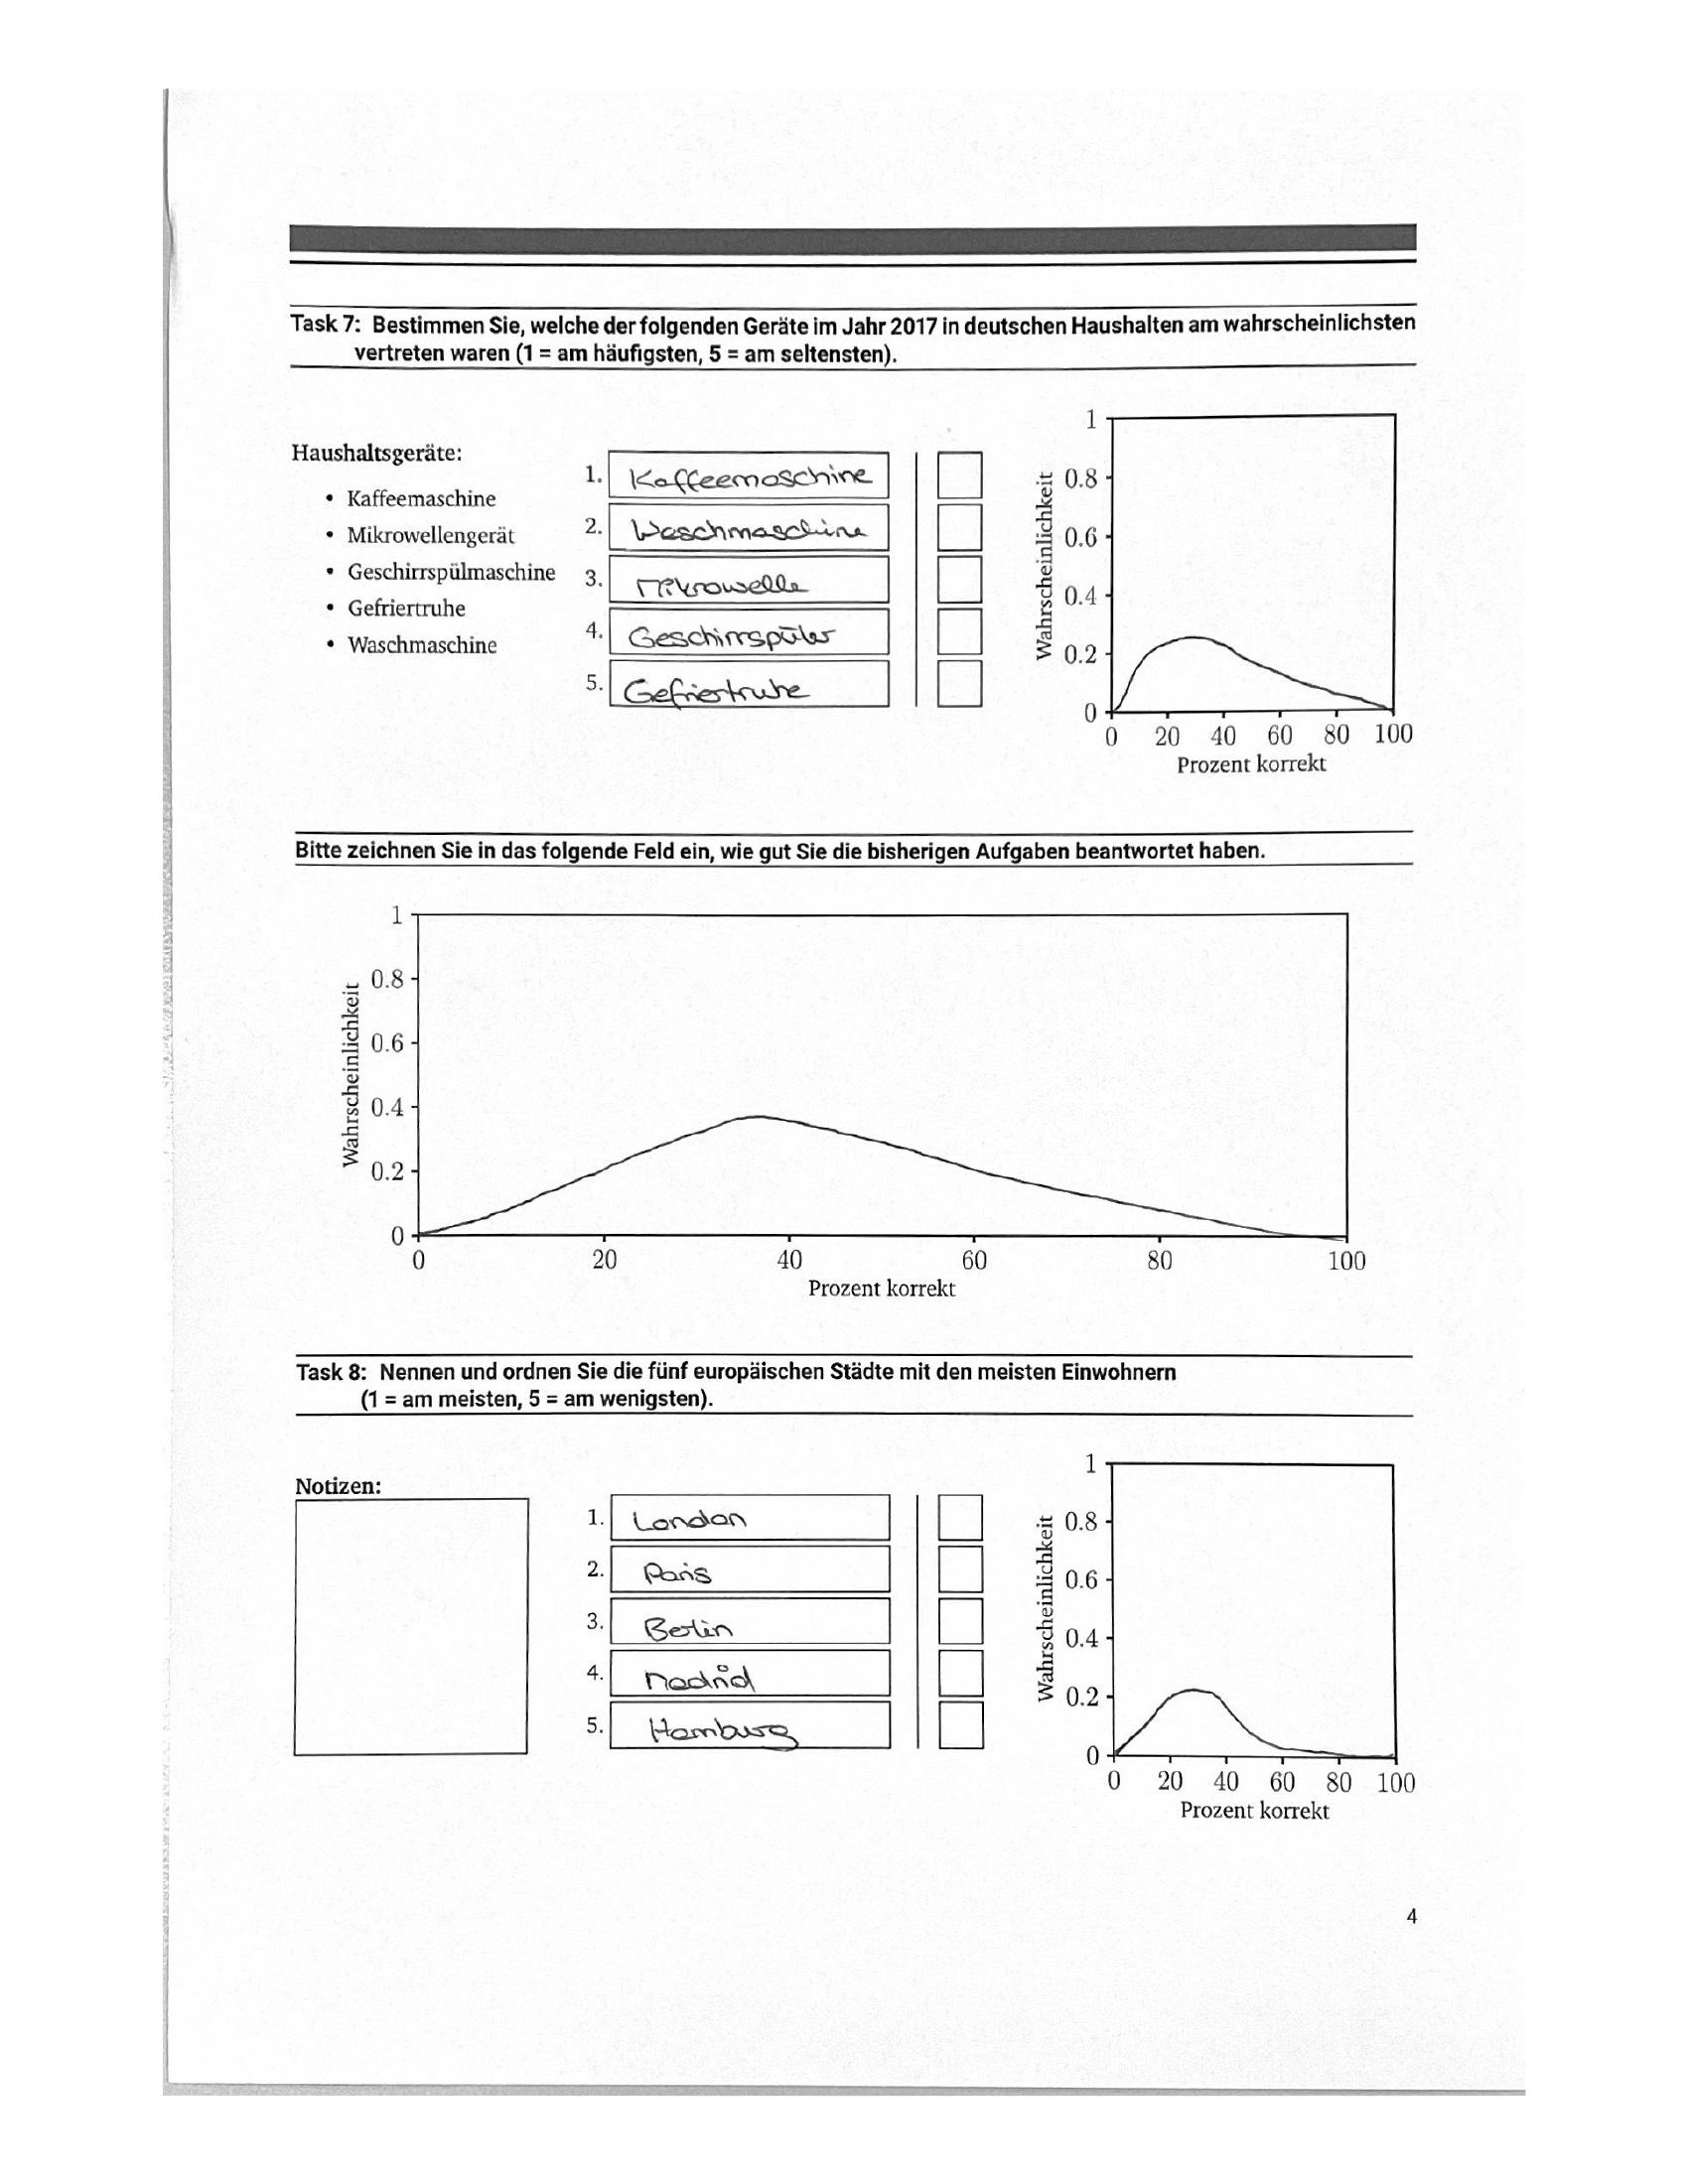 Task 7: Bestimmen Sie, welche der folgenden Geräte im Jahr 2017 in deutschen Haushalten am wahrscheinlichsten
vertreten waren (1 = am häufigsten, 5 = am seltensten).
Haushaltsgeräte:
• Kaffeemaschine
• Mikrowellengerät
• Geschirrspülmaschine
• Gefriertruhe
• Waschmaschine
1. Kaffeemaschine
2. Waschmaschine
3. Mikrowelle
4. Geschirrspüler
5. Gefriertruhe
Wahrscheinlichkeit
1
0.8
0.6
0.4
0.2
0
0 20 40 60 80 100
Prozent korrekt
Bitte zeichnen Sie in das folgende Feld ein, wie gut Sie die bisherigen Aufgaben beantwortet haben.
Wahrscheinlichkeit
1
0.8
0.6
0.4
0.2
0
0 20 40 60 80 100
Prozent korrekt
Task 8: Nennen und ordnen Sie die fünf europäischen Städte mit den meisten Einwohnern
(1 = am meisten, 5 = am wenigsten).
Notizen:
1. London
2. Paris
3. Berlin
4. Madrid
5. Hamburg
Wahrscheinlichkeit
1
0.8
0.6
0.4
0.2
0
0 20 40 60 80 100
Prozent korrekt
4